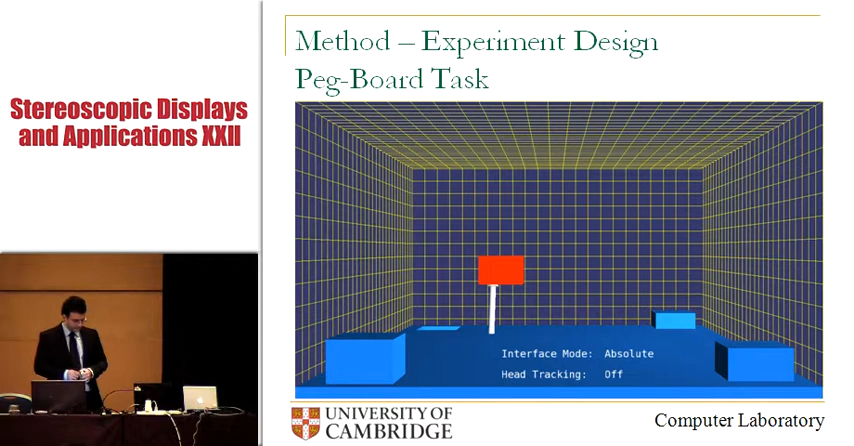 Stereoscopic Displays
and Applications XXII
Method – Experiment Design
Peg-Board Task
Interface Mode: Absolute
Head Tracking: Off
UNIVERSITY OF
CAMBRIDGE
Computer Laboratory